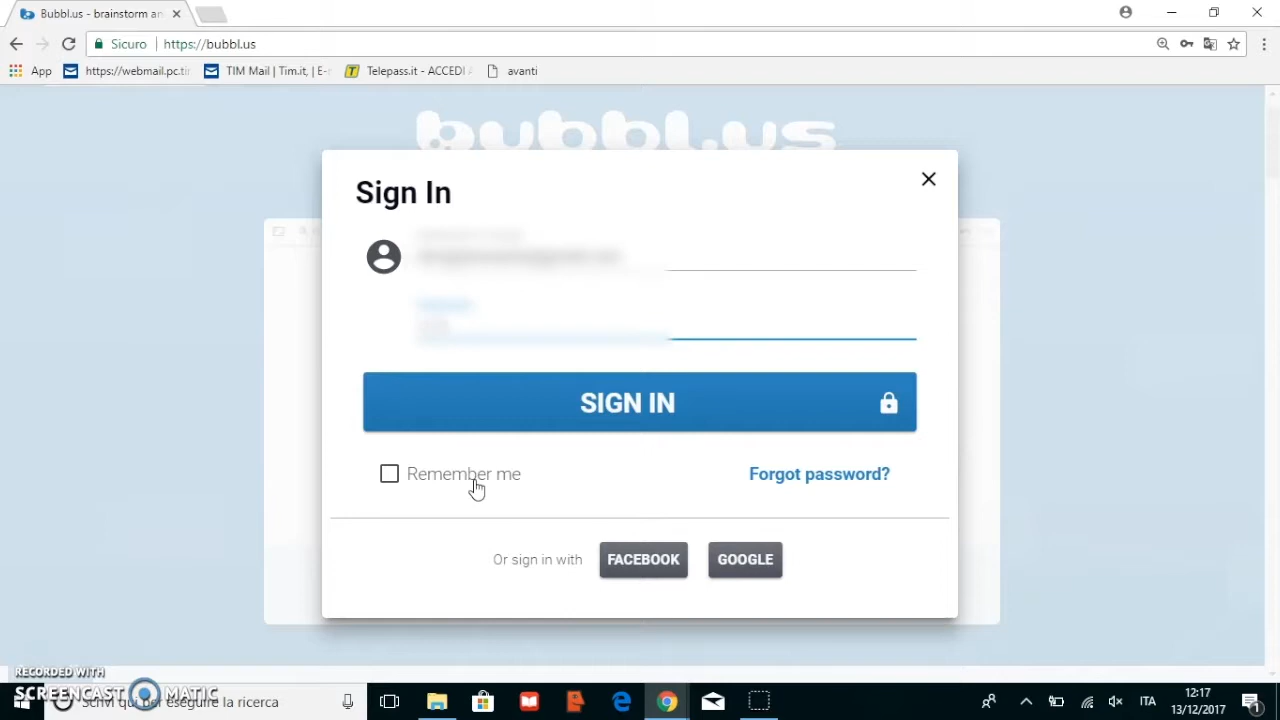 Bubbl.us - brainstorm an
Sicuro https://bubbl.us
App https://webmail.pc.tir TIM Mail | Tim.it, | E- Telepass.it - ACCEDI A avanti
bubbl.us
Sign In
SIGN IN
Remember me Forgot password?
Or sign in with FACEBOOK GOOGLE
RECORDED WITH
SCREENCAST MATIC
Scrivi qui per eseguire la ricerca
ITA 12:17
13/12/2017
1